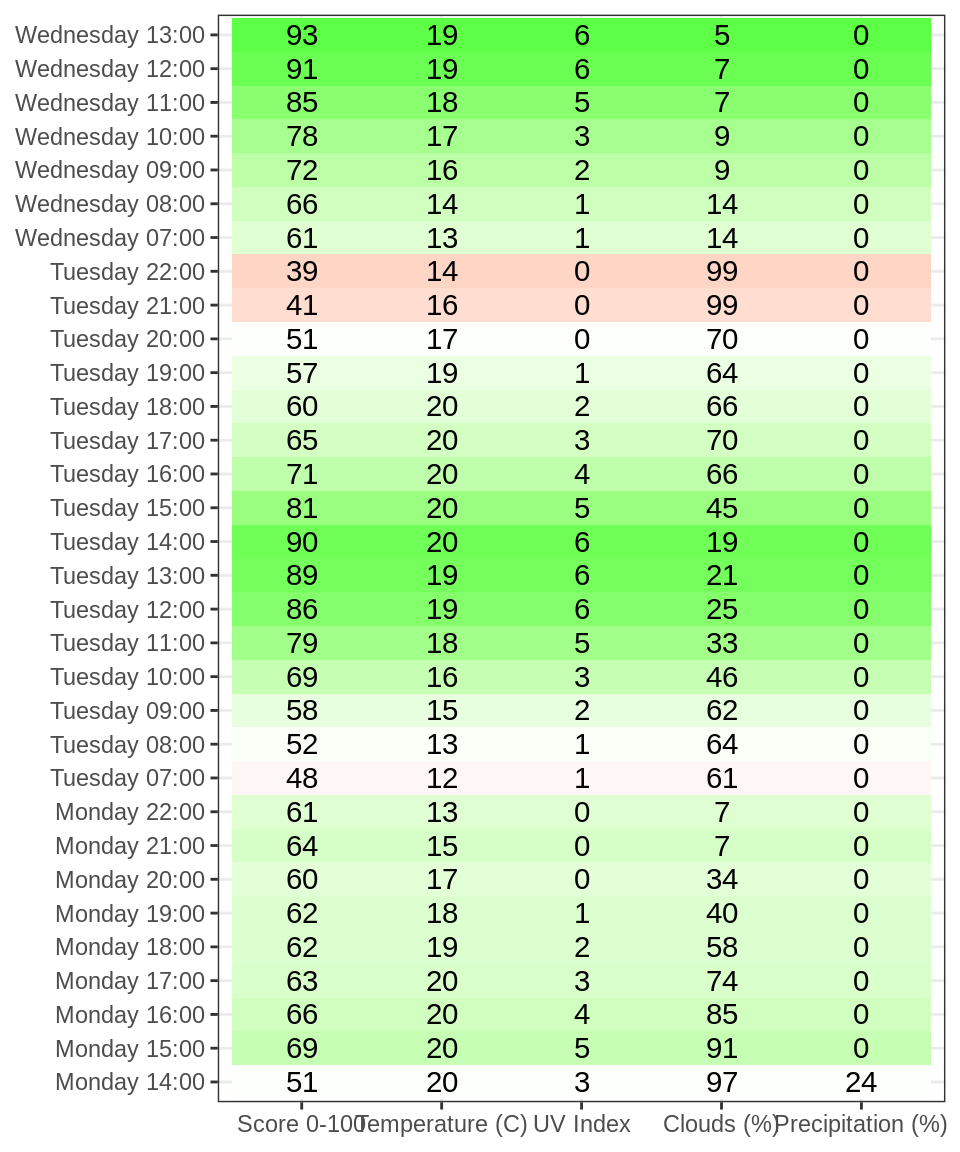 Wednesday 13:00 93 19 6 5 0
Wednesday 12:00 91 19 6 7 0
Wednesday 11:00 85 18 5 7 0
Wednesday 10:00 78 17 3 9 0
Wednesday 09:00 72 16 2 9 0
Wednesday 08:00 66 14 1 14 0
Wednesday 07:00 61 13 1 14 0
Tuesday 22:00 39 14 0 99 0
Tuesday 21:00 41 16 0 99 0
Tuesday 20:00 51 17 0 70 0
Tuesday 19:00 57 19 1 64 0
Tuesday 18:00 60 20 2 66 0
Tuesday 17:00 65 20 3 70 0
Tuesday 16:00 71 20 4 66 0
Tuesday 15:00 81 20 5 45 0
Tuesday 14:00 90 20 6 19 0
Tuesday 13:00 89 19 6 21 0
Tuesday 12:00 86 19 6 25 0
Tuesday 11:00 79 18 5 33 0
Tuesday 10:00 69 16 3 46 0
Tuesday 09:00 58 15 2 62 0
Tuesday 08:00 52 13 1 64 0
Tuesday 07:00 48 12 1 61 0
Monday 22:00 61 13 0 7 0
Monday 21:00 64 15 0 7 0
Monday 20:00 60 17 0 34 0
Monday 19:00 62 18 1 40 0
Monday 18:00 62 19 2 58 0
Monday 17:00 63 20 3 74 0
Monday 16:00 66 20 4 85 0
Monday 15:00 69 20 5 91 0
Monday 14:00 51 20 3 97 24
Score 0-100 Temperature (C) UV Index Clouds (%) Precipitation (%)